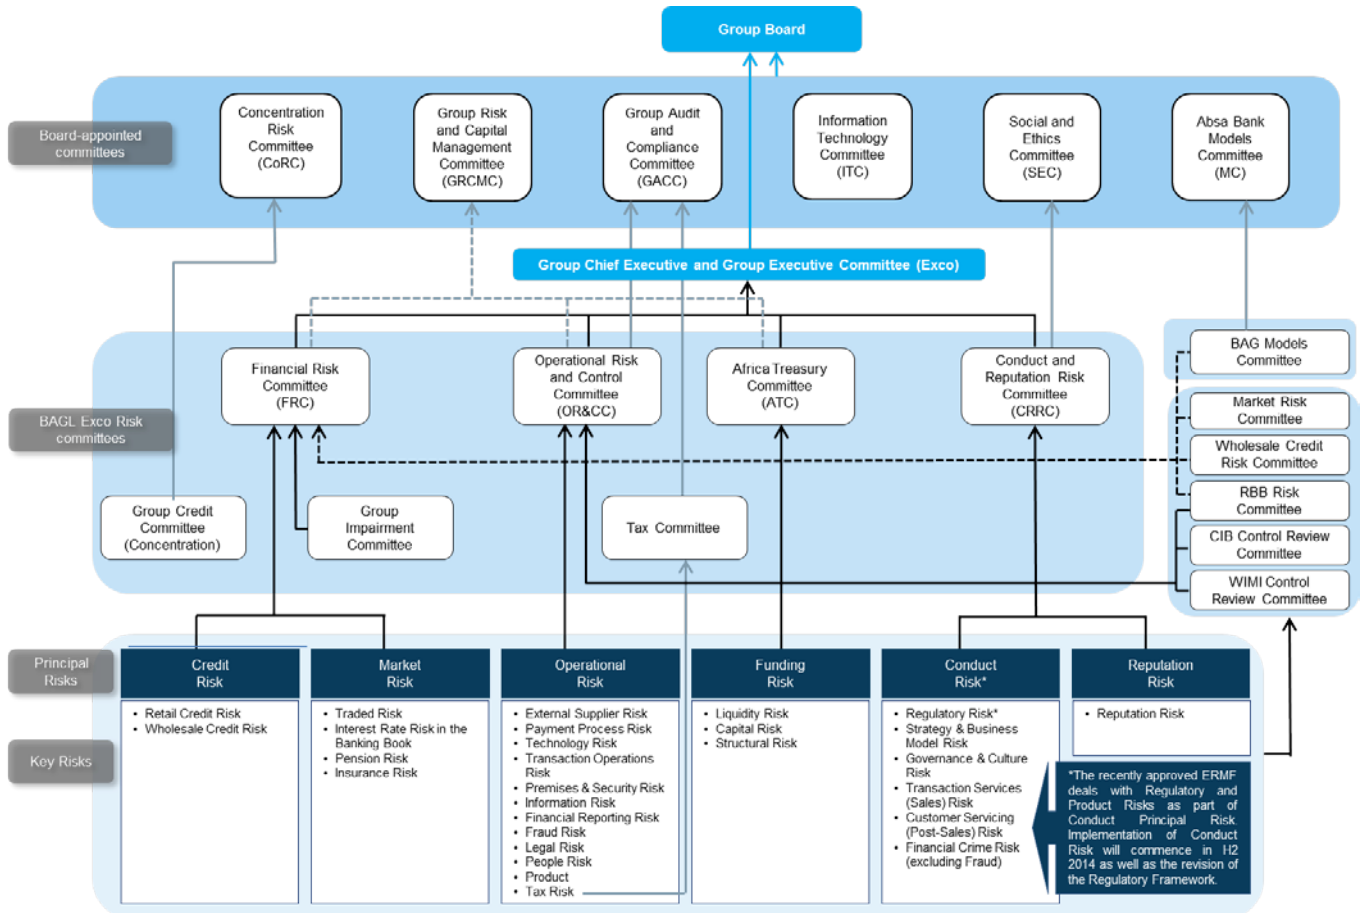 Group Board
Board-appointed
committees
Concentration
Risk
Committee
(CoRC)
Group Risk
and Capital
Management
Committee
(GRCMC)
Group Audit
and
Compliance
Committee
(GACC)
Information
Technology
Committee
(ITC)
Social and
Ethics
Committee
(SEC)
Absa Bank
Models
Committee
(MC)
Group Chief Executive and Group Executive Committee (Exco)
BAGL Exco Risk
committees
Financial Risk
Committee
(FRC)
Operational Risk
and Control
Committee
(OR&CC)
Africa Treasury
Committee
(ATC)
Conduct and
Reputation Risk
Committee
(CRRC)
BAG Models
Committee
Market Risk
Committee
Wholesale Credit
Risk Committee
RBB Risk
Committee
CIB Control Review
Committee
WIMI Control
Review Committee
Group Credit
Committee
(Concentration)
Group
Impairment
Committee
Tax Committee
Principal
Risks
Credit
Risk
Market
Risk
Operational
Risk
Funding
Risk
Conduct
Risk*
Reputation
Risk
Key Risks
• Retail Credit Risk
• Wholesale Credit Risk
• Traded Risk
• Interest Rate Risk in the
Banking Book
• Pension Risk
• Insurance Risk
• External Supplier Risk
• Payment Process Risk
• Technology Risk
• Transaction Operations
Risk
• Premises & Security Risk
• Information Risk
• Financial Reporting Risk
• Fraud Risk
• Legal Risk
• People Risk
• Product
• Tax Risk
• Liquidity Risk
• Capital Risk
• Structural Risk
• Regulatory Risk*
• Strategy & Business
Model Risk
• Governance & Culture
Risk
• Transaction Services
(Sales) Risk
• Customer Servicing
(Post-Sales) Risk
• Financial Crime Risk
(excluding Fraud)
• Reputation Risk
*The recently approved ERMF
deals with Regulatory and
Product Risks as part of
Conduct Principal Risk.
Implementation of Conduct
Risk will commence in H2
2014 as well as the revision of
the Regulatory Framework.